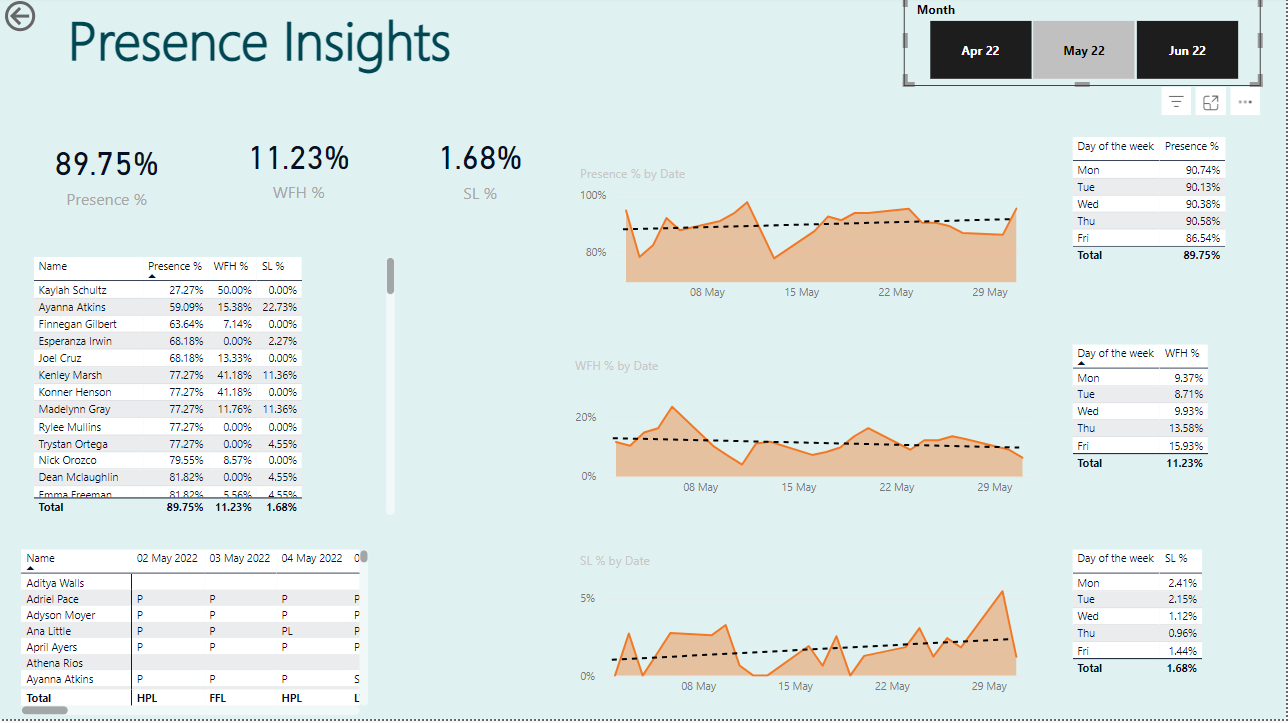 Presence Insights
Month
Apr 22 May 22 Jun 22
89.75%
Presence %
11.23%
WFH %
1.68%
SL %
Name Presence % WFH % SL %
Kaylah Schultz 27.27% 50.00% 0.00%
Ayanna Atkins 59.09% 15.38% 22.73%
Finnegan Gilbert 63.64% 7.14% 0.00%
Esperanza Irwin 68.18% 0.00% 2.27%
Joel Cruz 68.18% 13.33% 0.00%
Kenley Marsh 77.27% 41.18% 11.36%
Konner Henson 77.27% 41.18% 0.00%
Madelynn Gray 77.27% 11.76% 11.36%
Rylee Mullins 77.27% 0.00% 0.00%
Trystan Ortega 77.27% 0.00% 4.55%
Nick Orozco 79.55% 8.57% 0.00%
Dean Mclaughlin 81.82% 0.00% 4.55%
Emma Freeman 81.82% 5.56% 4.55%
Total 89.75% 11.23% 1.68%
Name 02 May 2022 03 May 2022 04 May 2022 0
Aditya Walls
Adriel Pace P P P P
Adyson Moyer P P P P
Ana Little P P PL P
April Ayers P P P P
Athena Rios
Ayanna Atkins P P P S
Total HPL FFL HPL L
Presence % by Date
100%
80%
08 May 15 May 22 May 29 May
WFH % by Date
20%
0%
08 May 15 May 22 May 29 May
SL % by Date
5%
0%
08 May 15 May 22 May 29 May
Day of the week Presence %
Mon 90.74%
Tue 90.13%
Wed 90.38%
Thu 90.58%
Fri 86.54%
Total 89.75%
Day of the week WFH %
Mon 9.37%
Tue 8.71%
Wed 9.93%
Thu 13.58%
Fri 15.93%
Total 11.23%
Day of the week SL %
Mon 2.41%
Tue 2.15%
Wed 1.12%
Thu 0.96%
Fri 1.44%
Total 1.68%